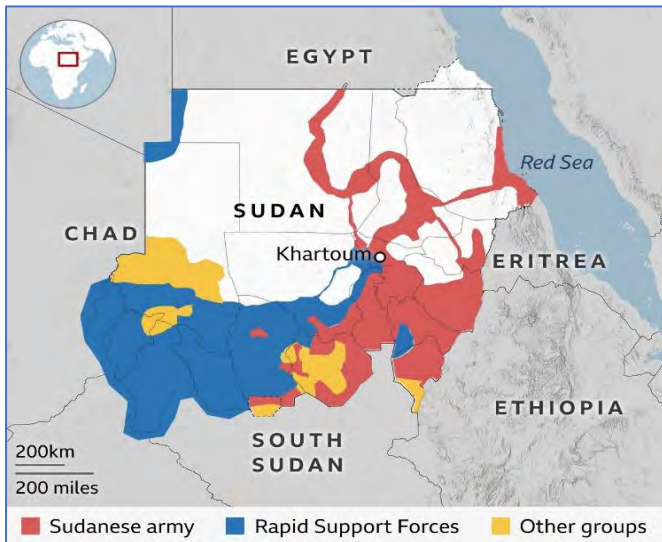 EGYPT
Red Sea
SUDAN
CHAD
Khartoum
ERITREA
ETHIOPIA
SOUTH
SUDAN
200km
200 miles
Sudanese army
Rapid Support Forces
Other groups